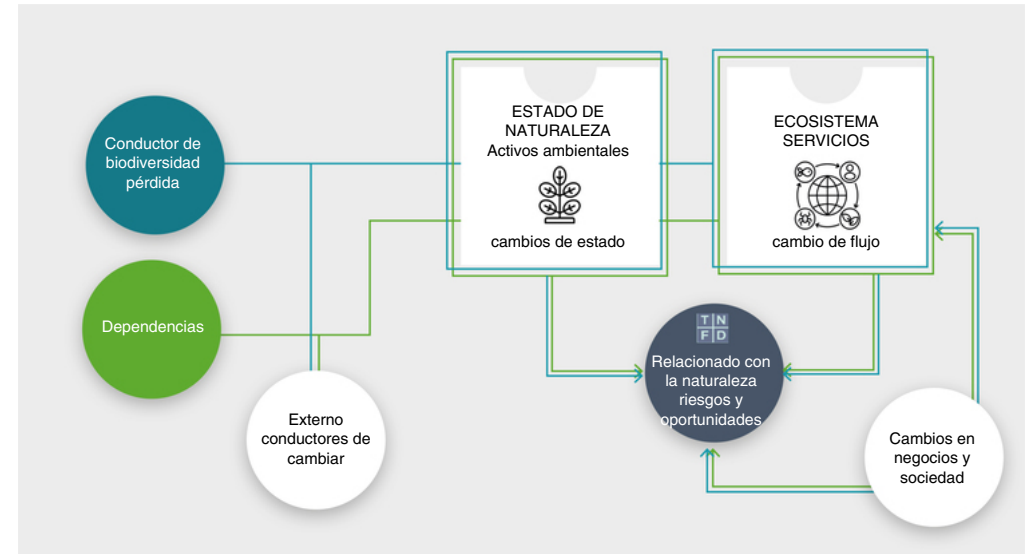 Conductor de
biodiversidad
pérdida
Dependencias
Externo
conductores de
cambiar
ESTADO DE
NATURALEZA
Activos ambientales
cambios de estado
ECOSISTEMA
SERVICIOS
cambio de flujo
T N
F D
Relacionado con
la naturaleza
riesgos y
oportunidades
Cambios en
negocios y
sociedad